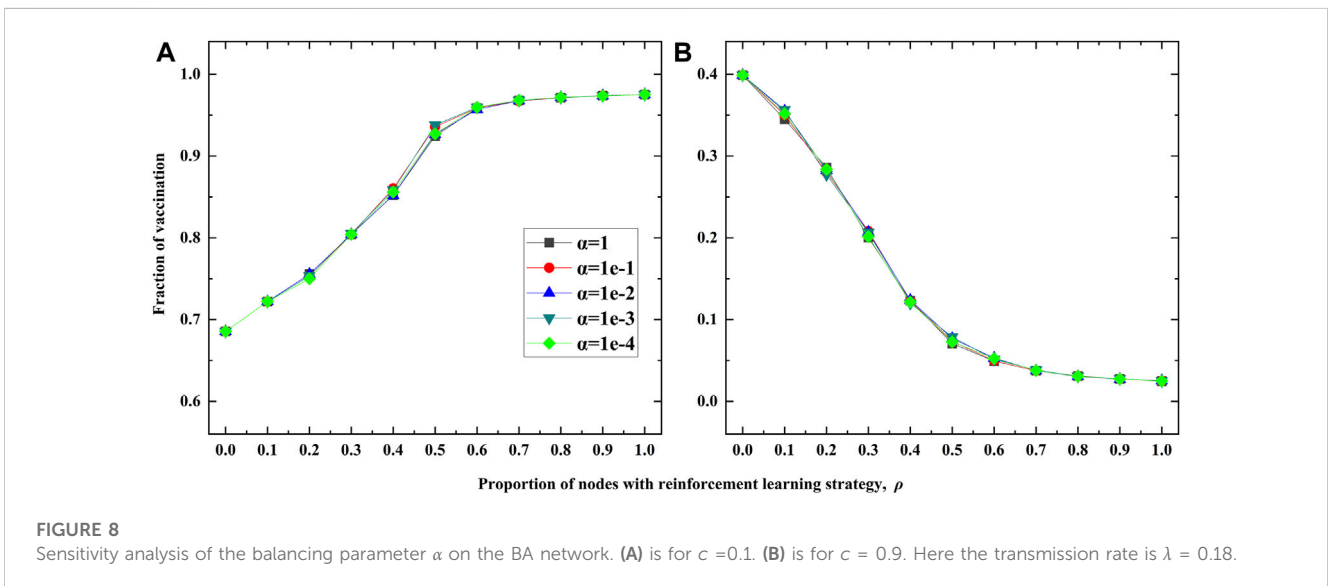 A
B
1.0
0.9
0.8
0.7
0.6
Fraction of vaccination
0.4
0.3
0.2
0.1
0.0
α=1
α=1e-1
α=1e-2
α=1e-3
α=1e-4
0.0 0.1 0.2 0.3 0.4 0.5 0.6 0.7 0.8 0.9 1.0
0.0 0.1 0.2 0.3 0.4 0.5 0.6 0.7 0.8 0.9 1.0
Proportion of nodes with reinforcement learning strategy, ρ
FIGURE 8
Sensitivity analysis of the balancing parameter α on the BA network. (A) is for c =0.1. (B) is for c = 0.9. Here the transmission rate is λ = 0.18.